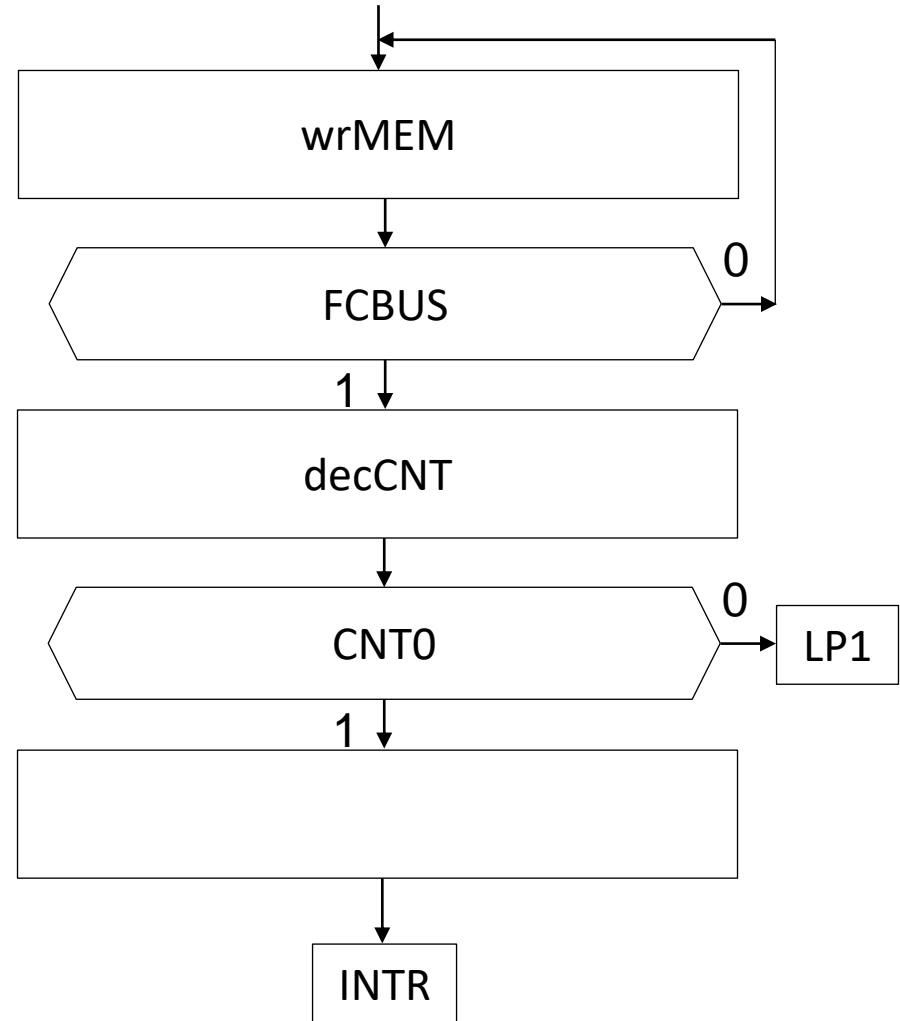 wrMEM
0
FCBUS
1
decCNT
0
CNT0
LP1
1
INTR